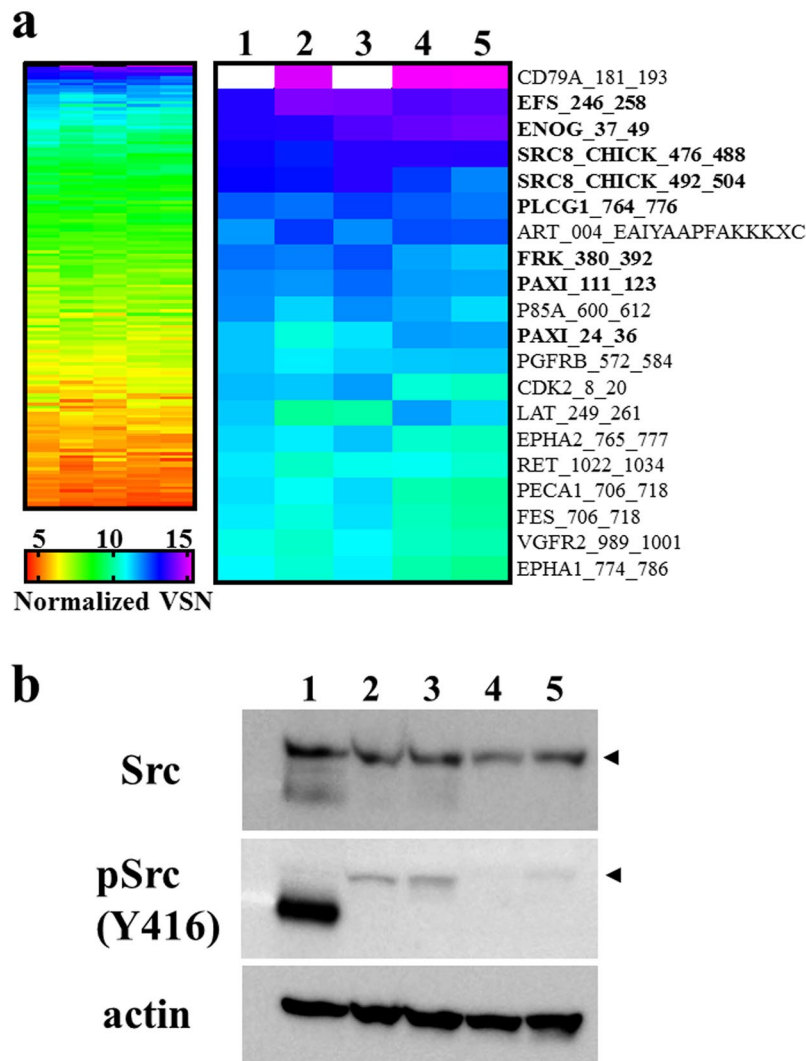 a
1 2 3 4 5
CD79A_181_193
EFS_246_258
ENOG_37_49
SRC8_CHICK_476_488
SRC8_CHICK_492_504
PLCG1_764_776
ART_004_EAIYAAPFAKKKXC
FRK_380_392
PAXI_111_123
P85A_600_612
PAXI_24_36
PGFRB_572_584
CDK2_8_20
LAT_249_261
EPHA2_765_777
RET_1022_1034
PECA1_706_718
FES_706_718
VGFR2_989_1001
EPHA1_774_786
5 10 15
Normalized VSN
b
1 2 3 4 5
Src
pSrc
(Y416)
actin